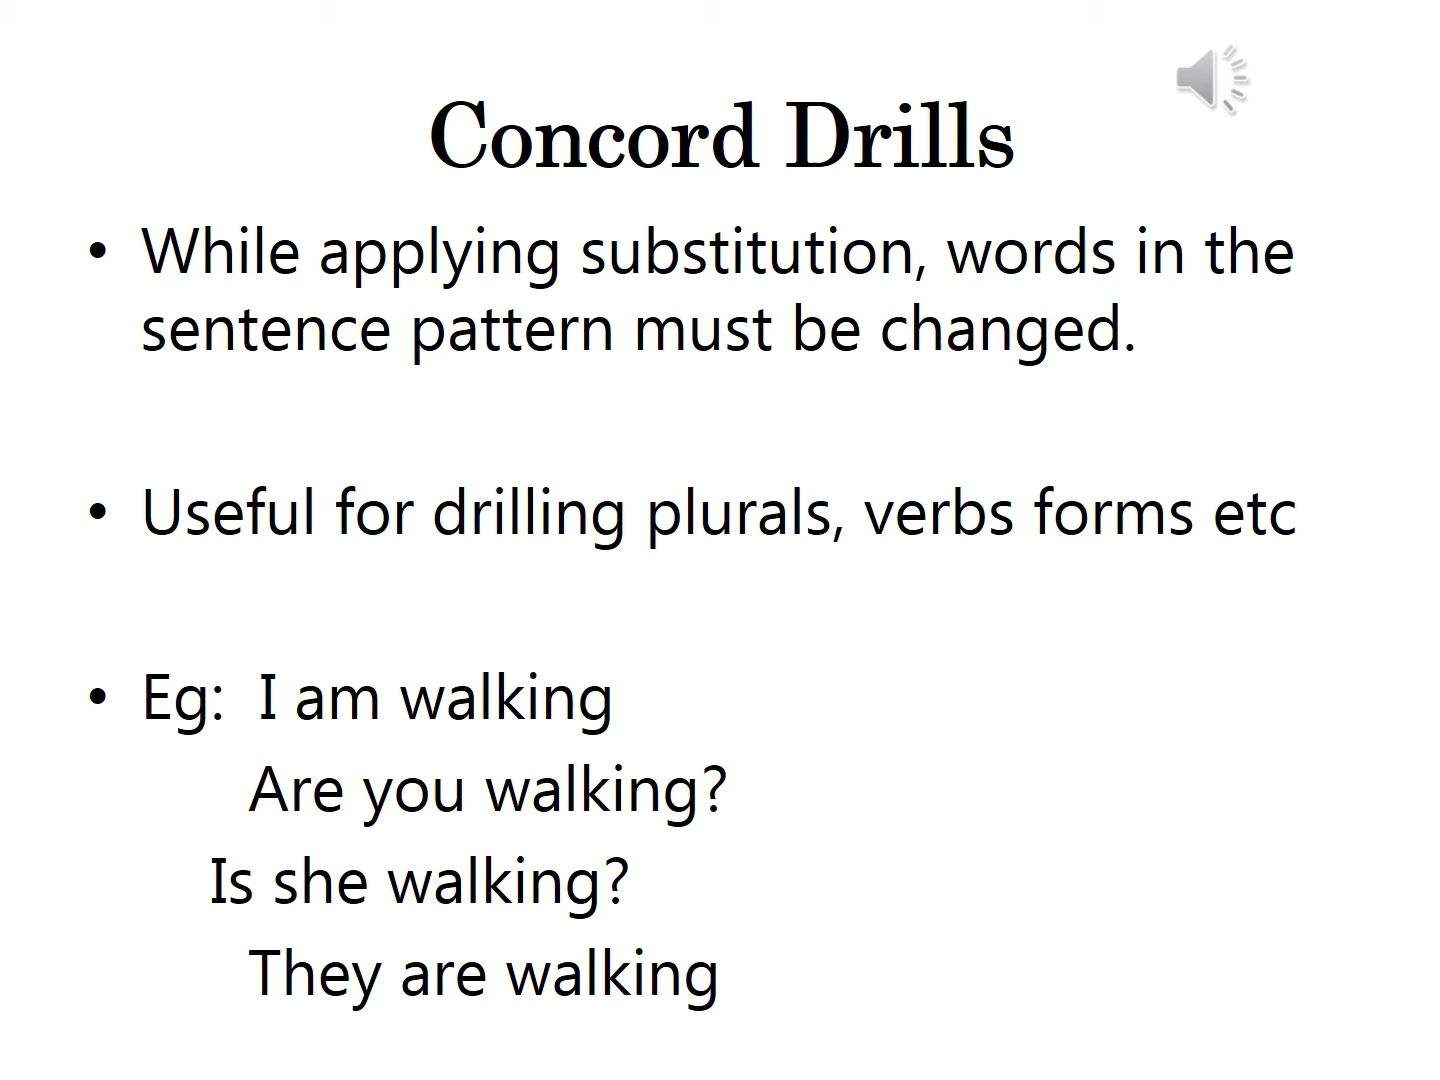 Concord Drills
• While applying substitution, words in the
sentence pattern must be changed.
• Useful for drilling plurals, verbs forms etc
• Eg: I am walking
Are you walking?
Is she walking?
They are walking